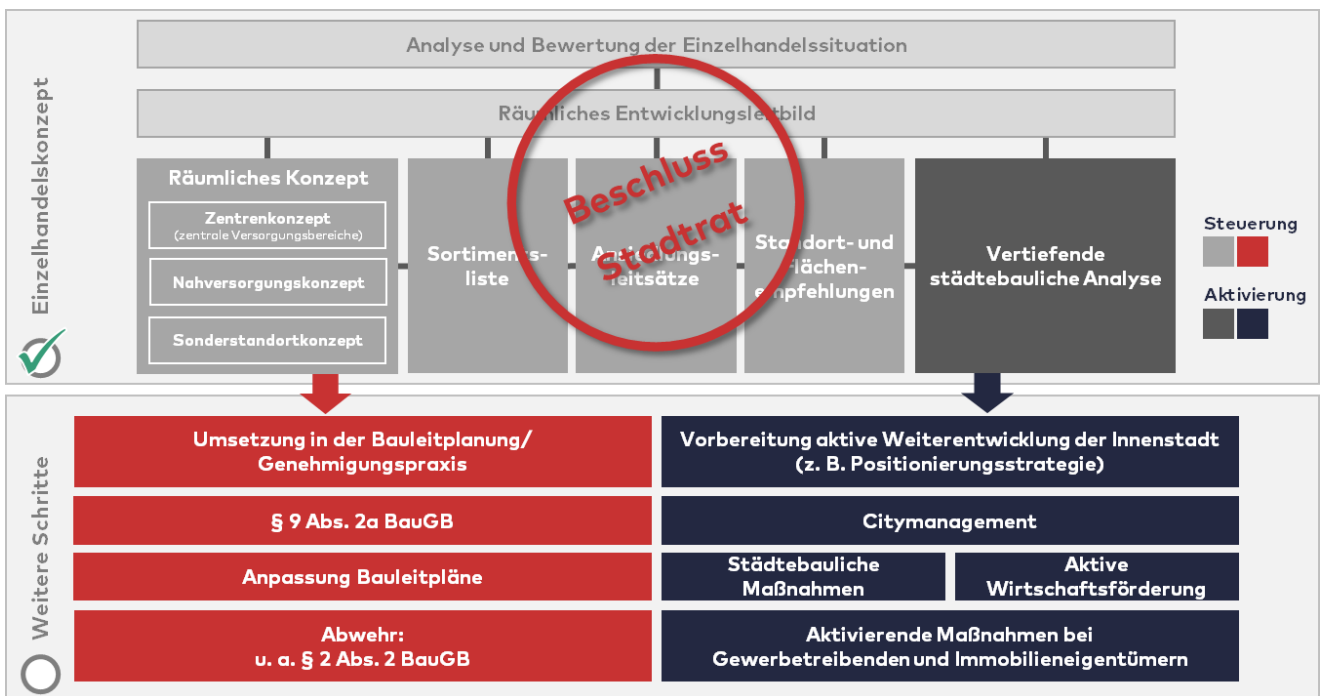 Einzelhandelskonzept
Analyse und Bewertung der Einzelhandelssituation
Räumliches Entwicklungsleitbild
Räumliches Konzept
Zentrenkonzept
(zentrale Versorgungsbereiche)
Nahversorgungskonzept
Sonderstandortkonzept
Sortiments-
liste
Ansiedlungs-
leitsätze
Standort- und
Flächen-
empfehlungen
Vertiefende
städtebauliche Analyse
Beschluss
Stadtrat
Steuerung
Aktivierung
Weitere Schritte
Umsetzung in der Bauleitplanung/
Genehmigungspraxis
§ 9 Abs. 2a BauGB
Anpassung Bauleitpläne
Abwehr:
u. a. § 2 Abs. 2 BauGB
Vorbereitung aktive Weiterentwicklung der Innenstadt
(z. B. Positionierungsstrategie)
Citymanagement
Städtebauliche
Maßnahmen
Aktive
Wirtschaftsförderung
Aktivierende Maßnahmen bei
Gewerbetreibenden und Immobilieneigentümern